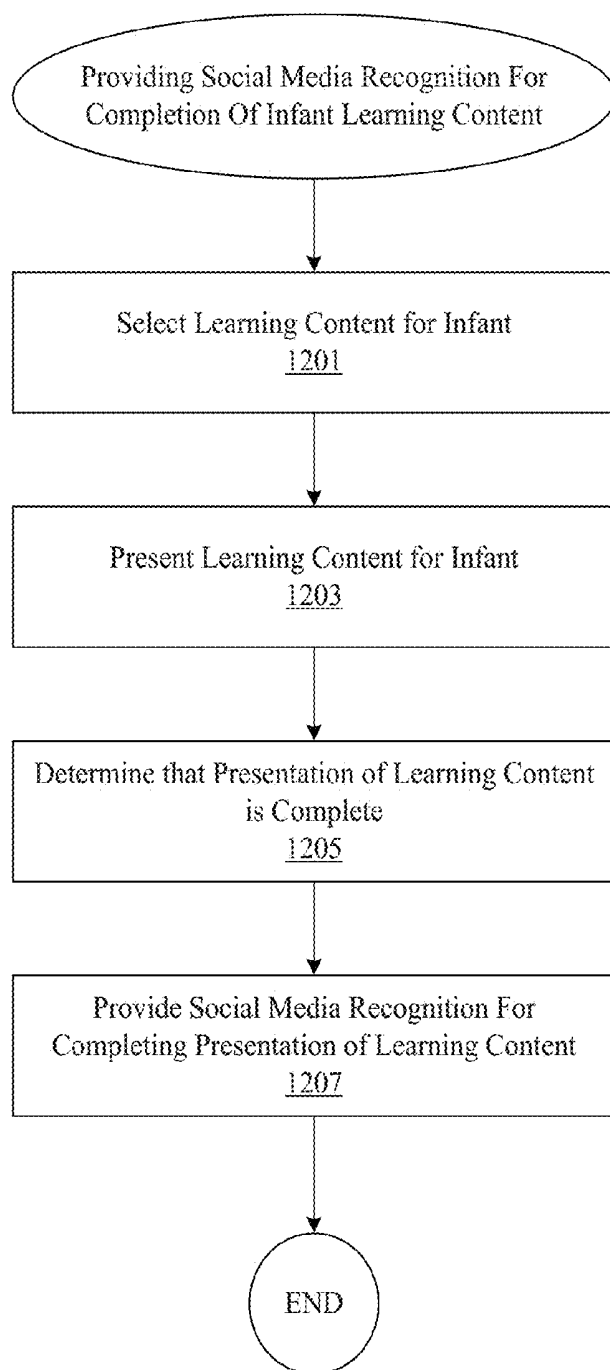 Providing Social Media Recognition For
Completion Of Infant Learning Content
Select Learning Content for Infant
1201
Present Learning Content for Infant
1203
Determine that Presentation of Learning Content
is Complete
1205
Provide Social Media Recognition For
Completing Presentation of Learning Content
1207
END